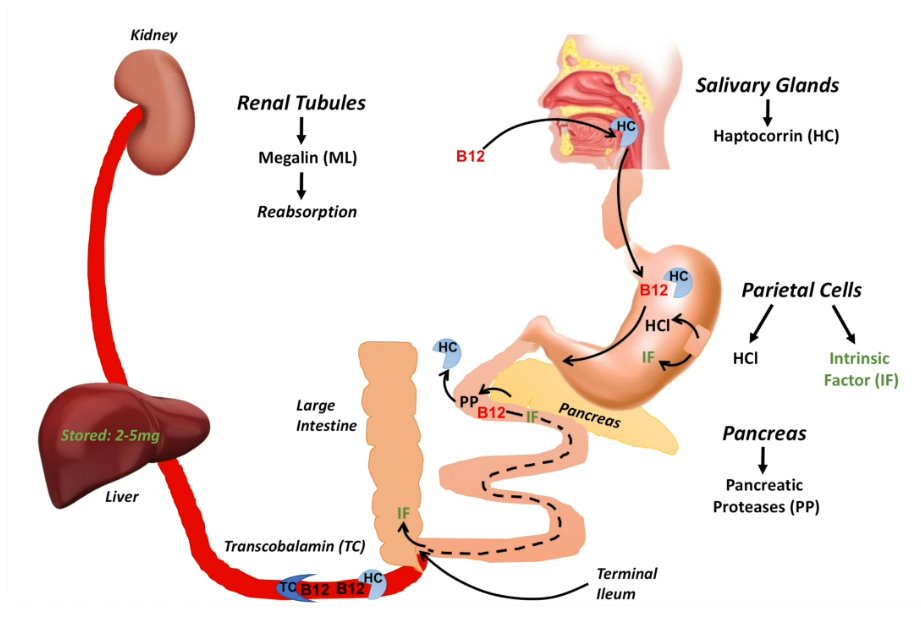 Kidney
Renal Tubules
Megalin (ML)
Reabsorption
B12
HC
Salivary Glands
Haptocorrin (HC)
B12
HC
HCl
IF
Parietal Cells
HCl
Intrinsic
Factor (IF)
HC
PP
B12
IF
Pancreas
Pancreas
Pancreatic
Proteases (PP)
Large
Intestine
IF
Stored: 2-5mg
Liver
Transcobalamin (TC)
TC
B12
B12
HC
Terminal
Ileum